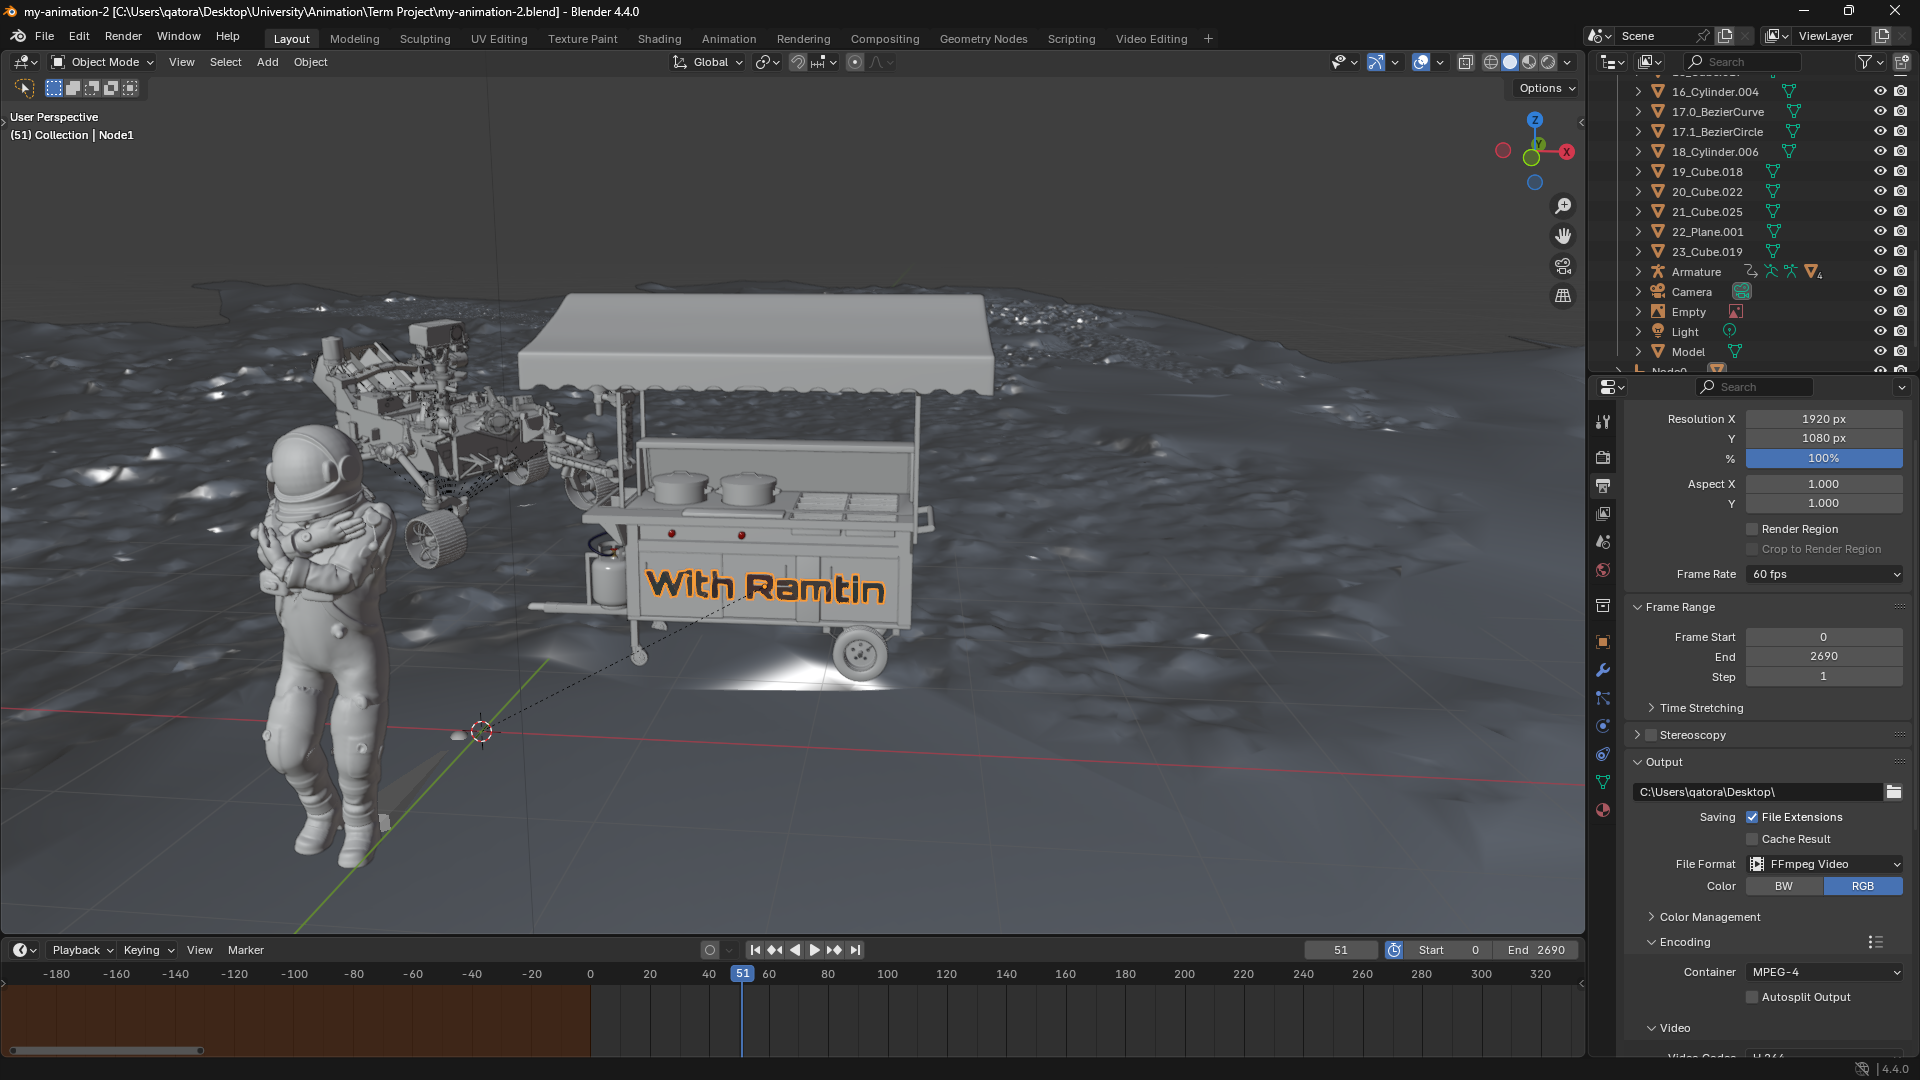 my-animation-2 [C:\Users\qatora\Desktop\University\Animation\Term Project\my-animation-2.blend] - Blender 4.4.0
File Edit Render Window Help Layout Modeling Sculpting UV Editing Texture Paint Shading Animation Rendering Compositing Geometry Nodes Scripting Video Editing + Scene ViewLayer
Object Mode View Select Add Object Global Search
Options
User Perspective
(51) Collection | Node1
Z
Y
X
16_Cylinder.004
17.0_BezierCurve
17.1_BezierCircle
18_Cylinder.006
19_Cube.018
20_Cube.022
21_Cube.025
22_Plane.001
23_Cube.019
Armature 4
Camera
Empty
Light
Model
Search
Resolution X 1920 px
Y 1080 px
% 100%
Aspect X 1.000
Y 1.000
Render Region
Crop to Render Region
Frame Rate 60 fps
Frame Range
Frame Start 0
End 2690
Step 1
Time Stretching
Stereoscopy
Output
C:\Users\qatora\Desktop\
Saving File Extensions
Cache Result
File Format FFmpeg Video
Color BW RGB
Color Management
Encoding
Container MPEG-4
Autosplit Output
Video
With Ramtin
Playback Keying View Marker 51 Start 0 End 2690
-180 -160 -140 -120 -100 -80 -60 -40 -20 0 20 40 51 60 80 100 120 140 160 180 200 220 240 260 280 300 320
4.4.0